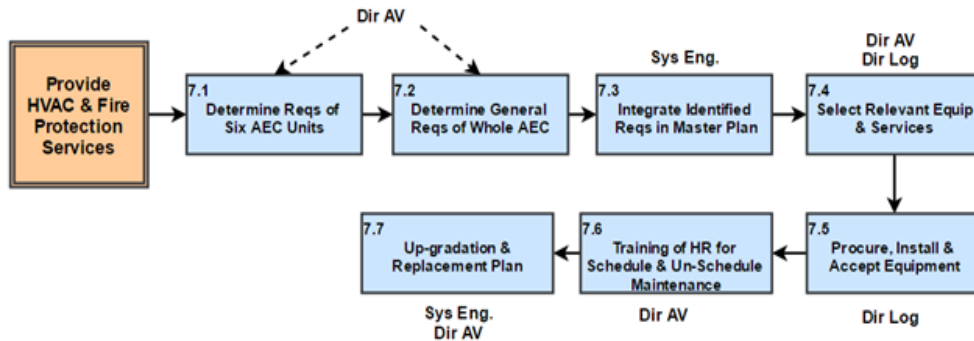 Dir AV
Provide
HVAC & Fire
Protection
Services
7.1
Determine Reqs of
Six AEC Units
7.2
Determine General
Reqs of Whole AEC
Sys Eng.
7.3
Integrate Identified
Reqs in Master Plan
Dir AV
Dir Log
7.4
Select Relevant Equip
& Services
7.5
Procure, Install
& Accept Equipment
Dir Log
7.6
Training of HR for
Schedule & Un-Schedule
Maintenance
Dir AV
7.7
Up-gradation &
Replacement Plan
Sys Eng.
Dir AV